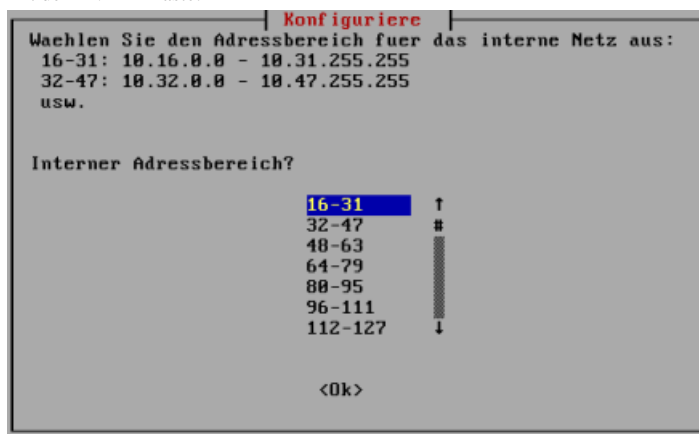 Konfiguriere
Waehlen Sie den Adressbereich fuer das interne Netz aus:
16-31: 10.16.0.0 - 10.31.255.255
32-47: 10.32.0.0 - 10.47.255.255
usw.
Interner Adressbereich?
16-31 ↑
32-47 #
48-63
64-79
80-95
96-111
112-127 ↓
<Ok>